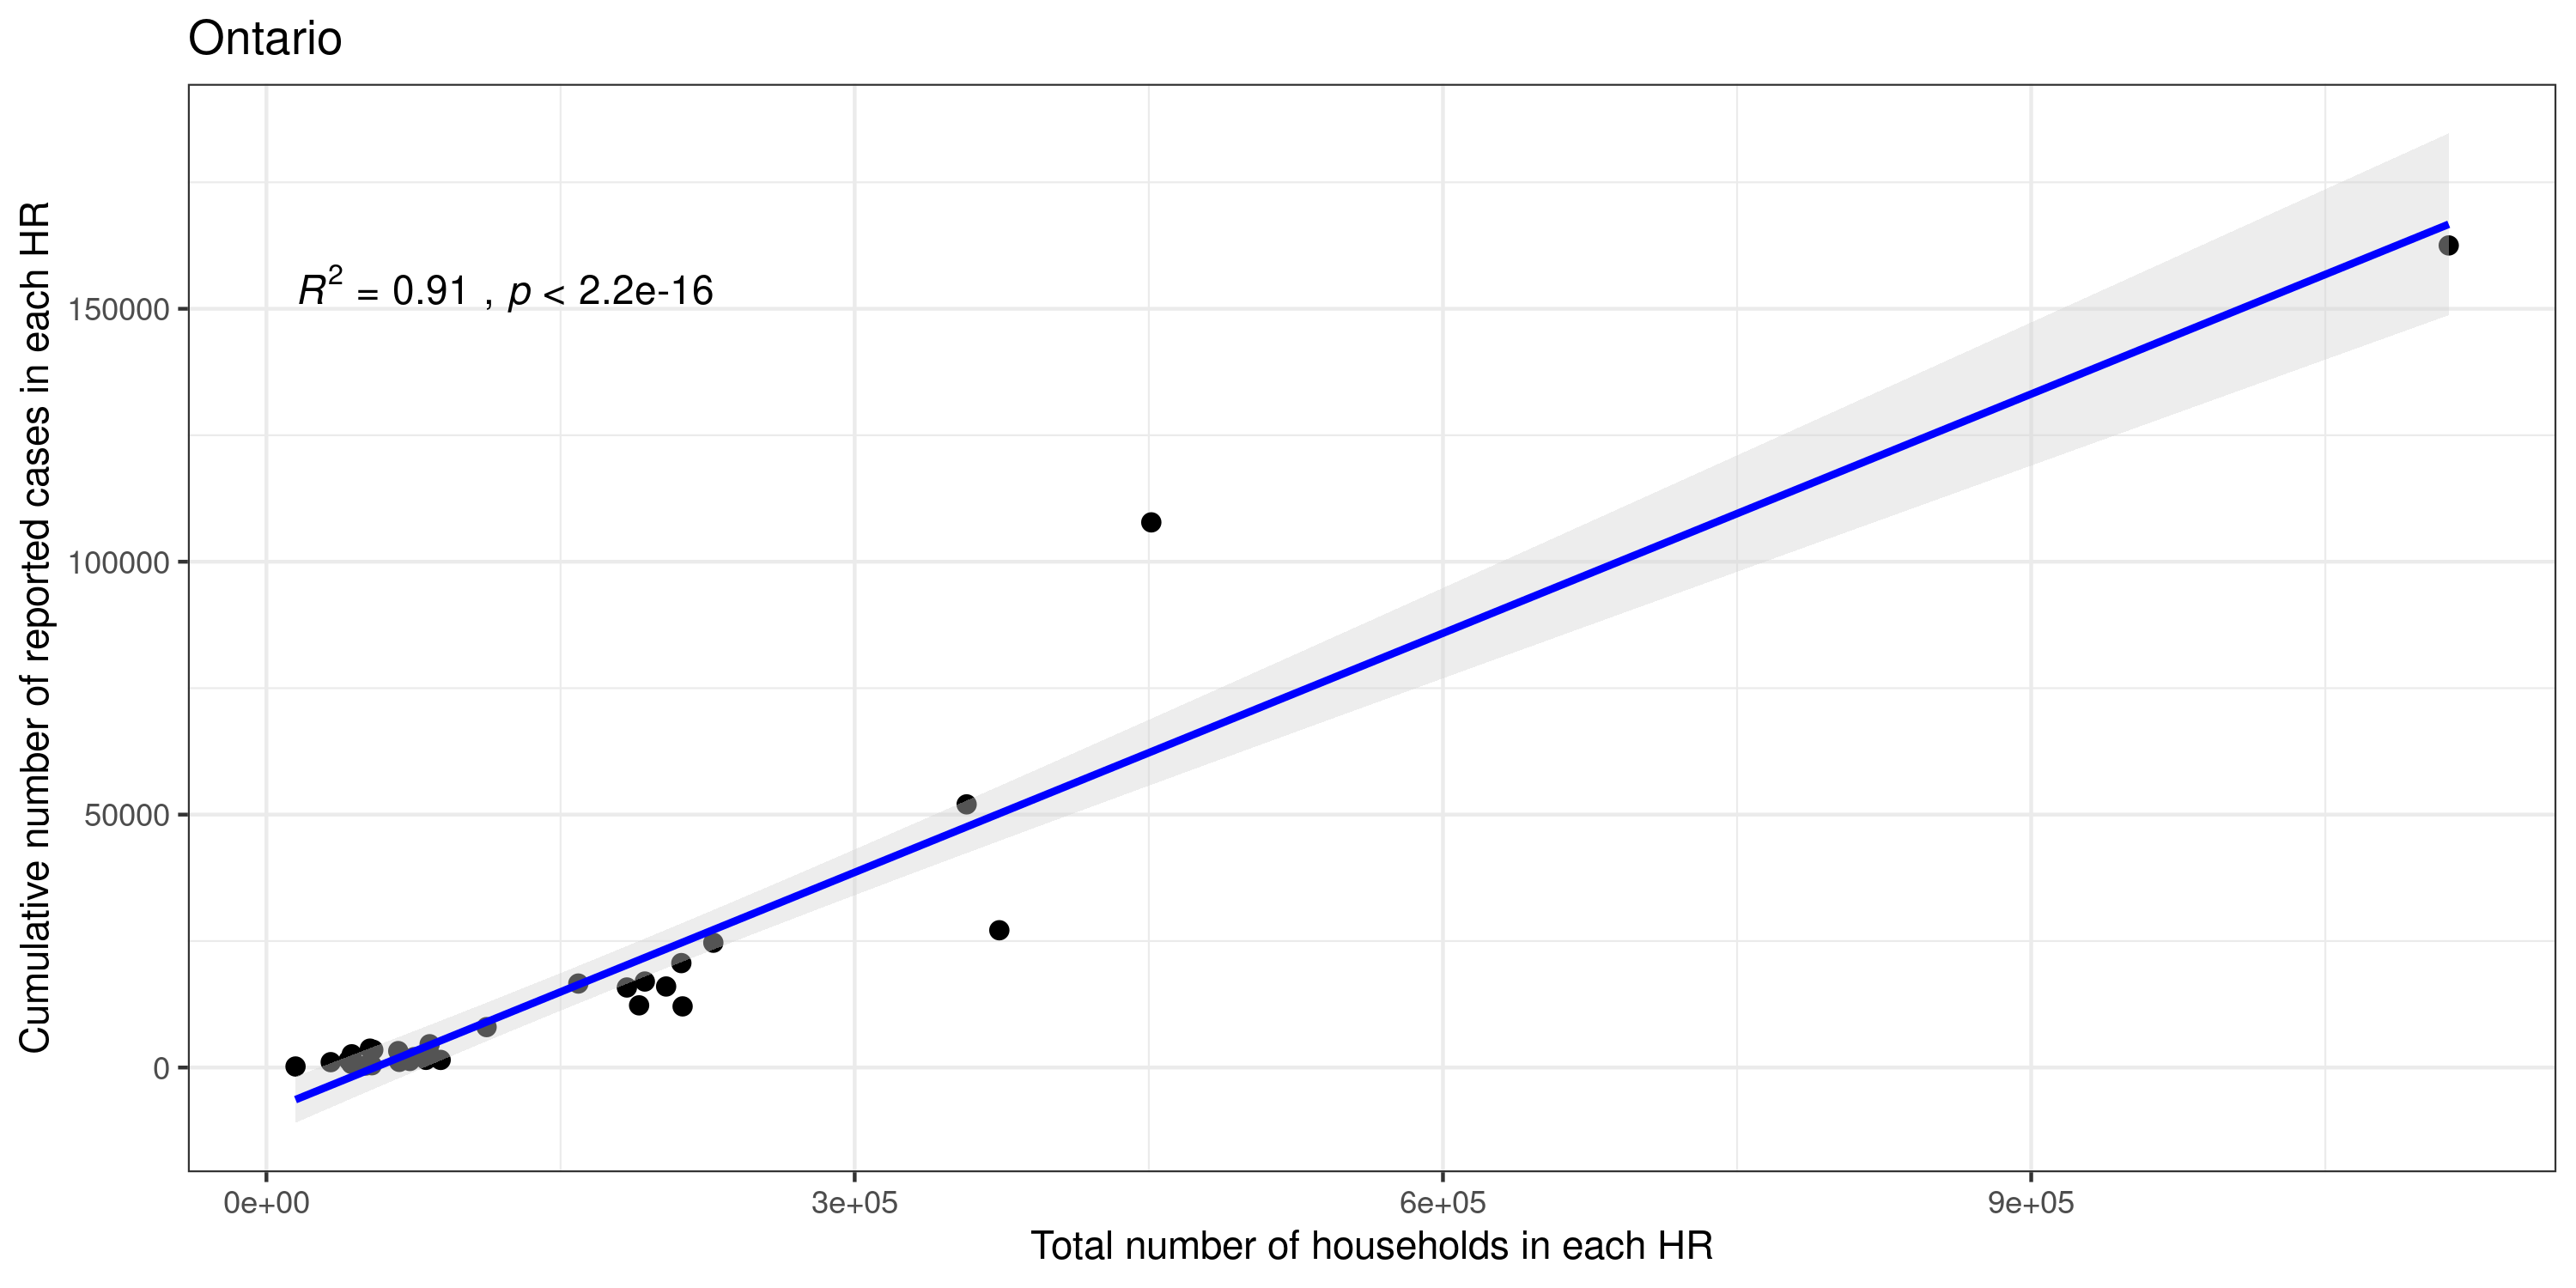 Ontario
Cumulative number of reported cases in each HR
R² = 0.91 , p < 2.2e-16
150000
100000
50000
0
0e+00
3e+05
6e+05
9e+05
Total number of households in each HR